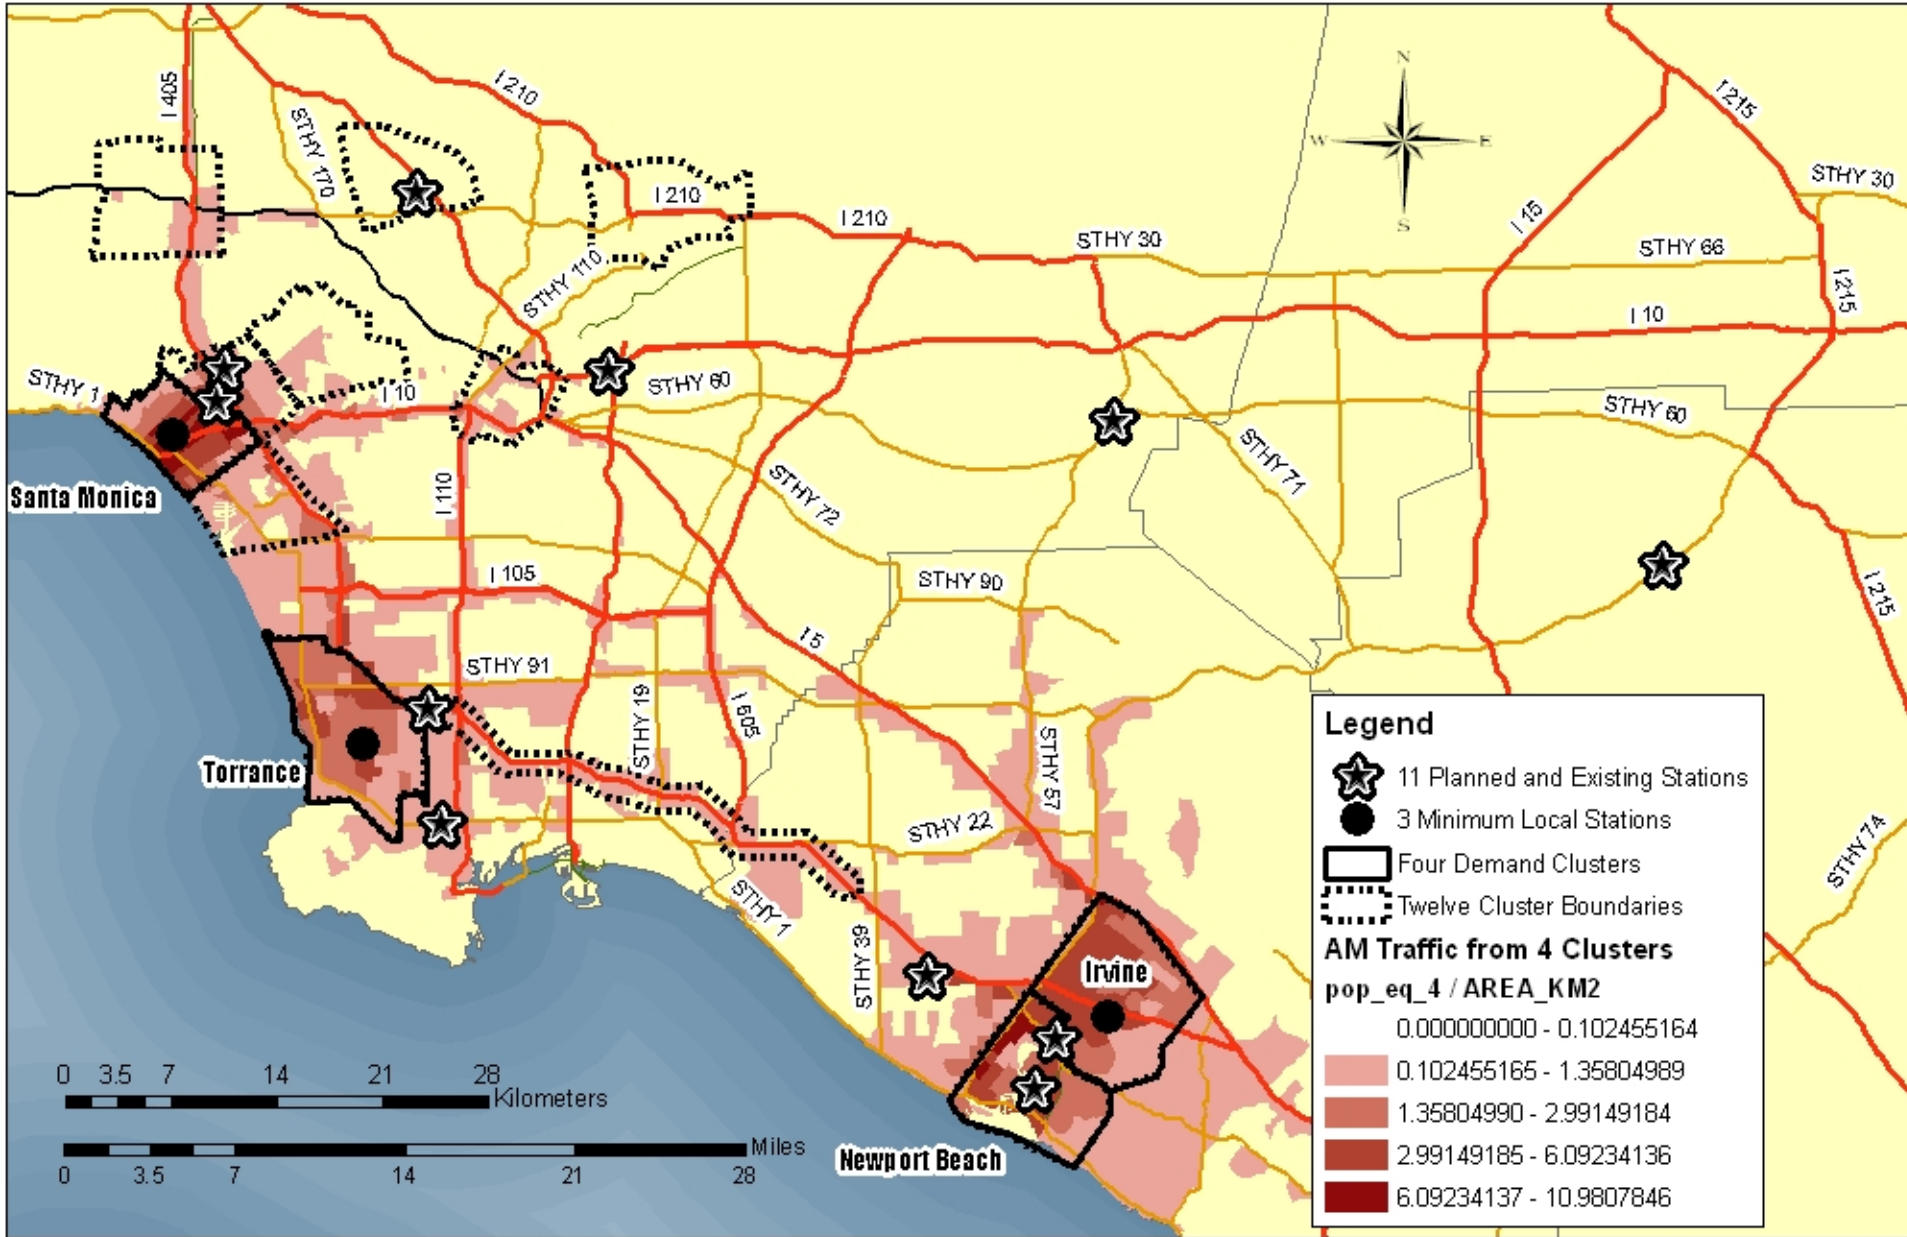 I 405
I 210
STHY 170
I 210
I 210
STHY 110
N
W
E
S
I 215
STHY 30
I 15
STHY 30
STHY 66
I 215
I 10
STHY 1
I 10
STHY 60
STHY 60
STHY 71
Santa Monica
I 110
STHY 72
I 105
STHY 90
I 215
I 5
STHY 91
STHY 19
I 605
STHY 57
Torrance
STHY 22
STHY 1
STHY 39
STHY 74
Irvine
Newport Beach
0 3.5 7 14 21 28
Kilometers
Miles
0 3.5 7 14 21 28
Legend
11 Planned and Existing Stations
3 Minimum Local Stations
Four Demand Clusters
Twelve Cluster Boundaries
AM Traffic from 4 Clusters
pop_eq_4 / AREA_KM2
0.000000000 - 0.102455164
0.102455165 - 1.35804989
1.35804990 - 2.99149184
2.99149185 - 6.09234136
6.09234137 - 10.9807846